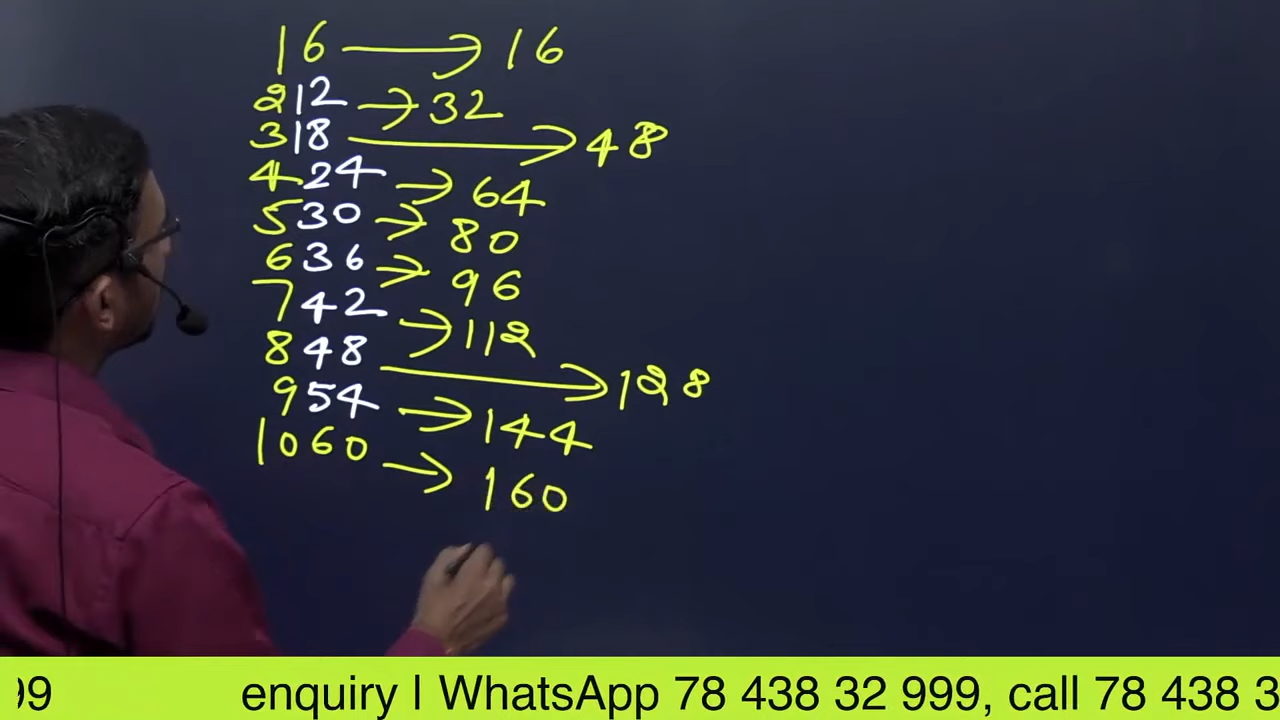 16 → 16
212 → 32
318 → 48
424 → 64
530 → 80
636 → 96
742 → 112
848 → 128
954 → 144
1060 → 160
99 enquiry | WhatsApp 78 438 32 999, call 78 438 3